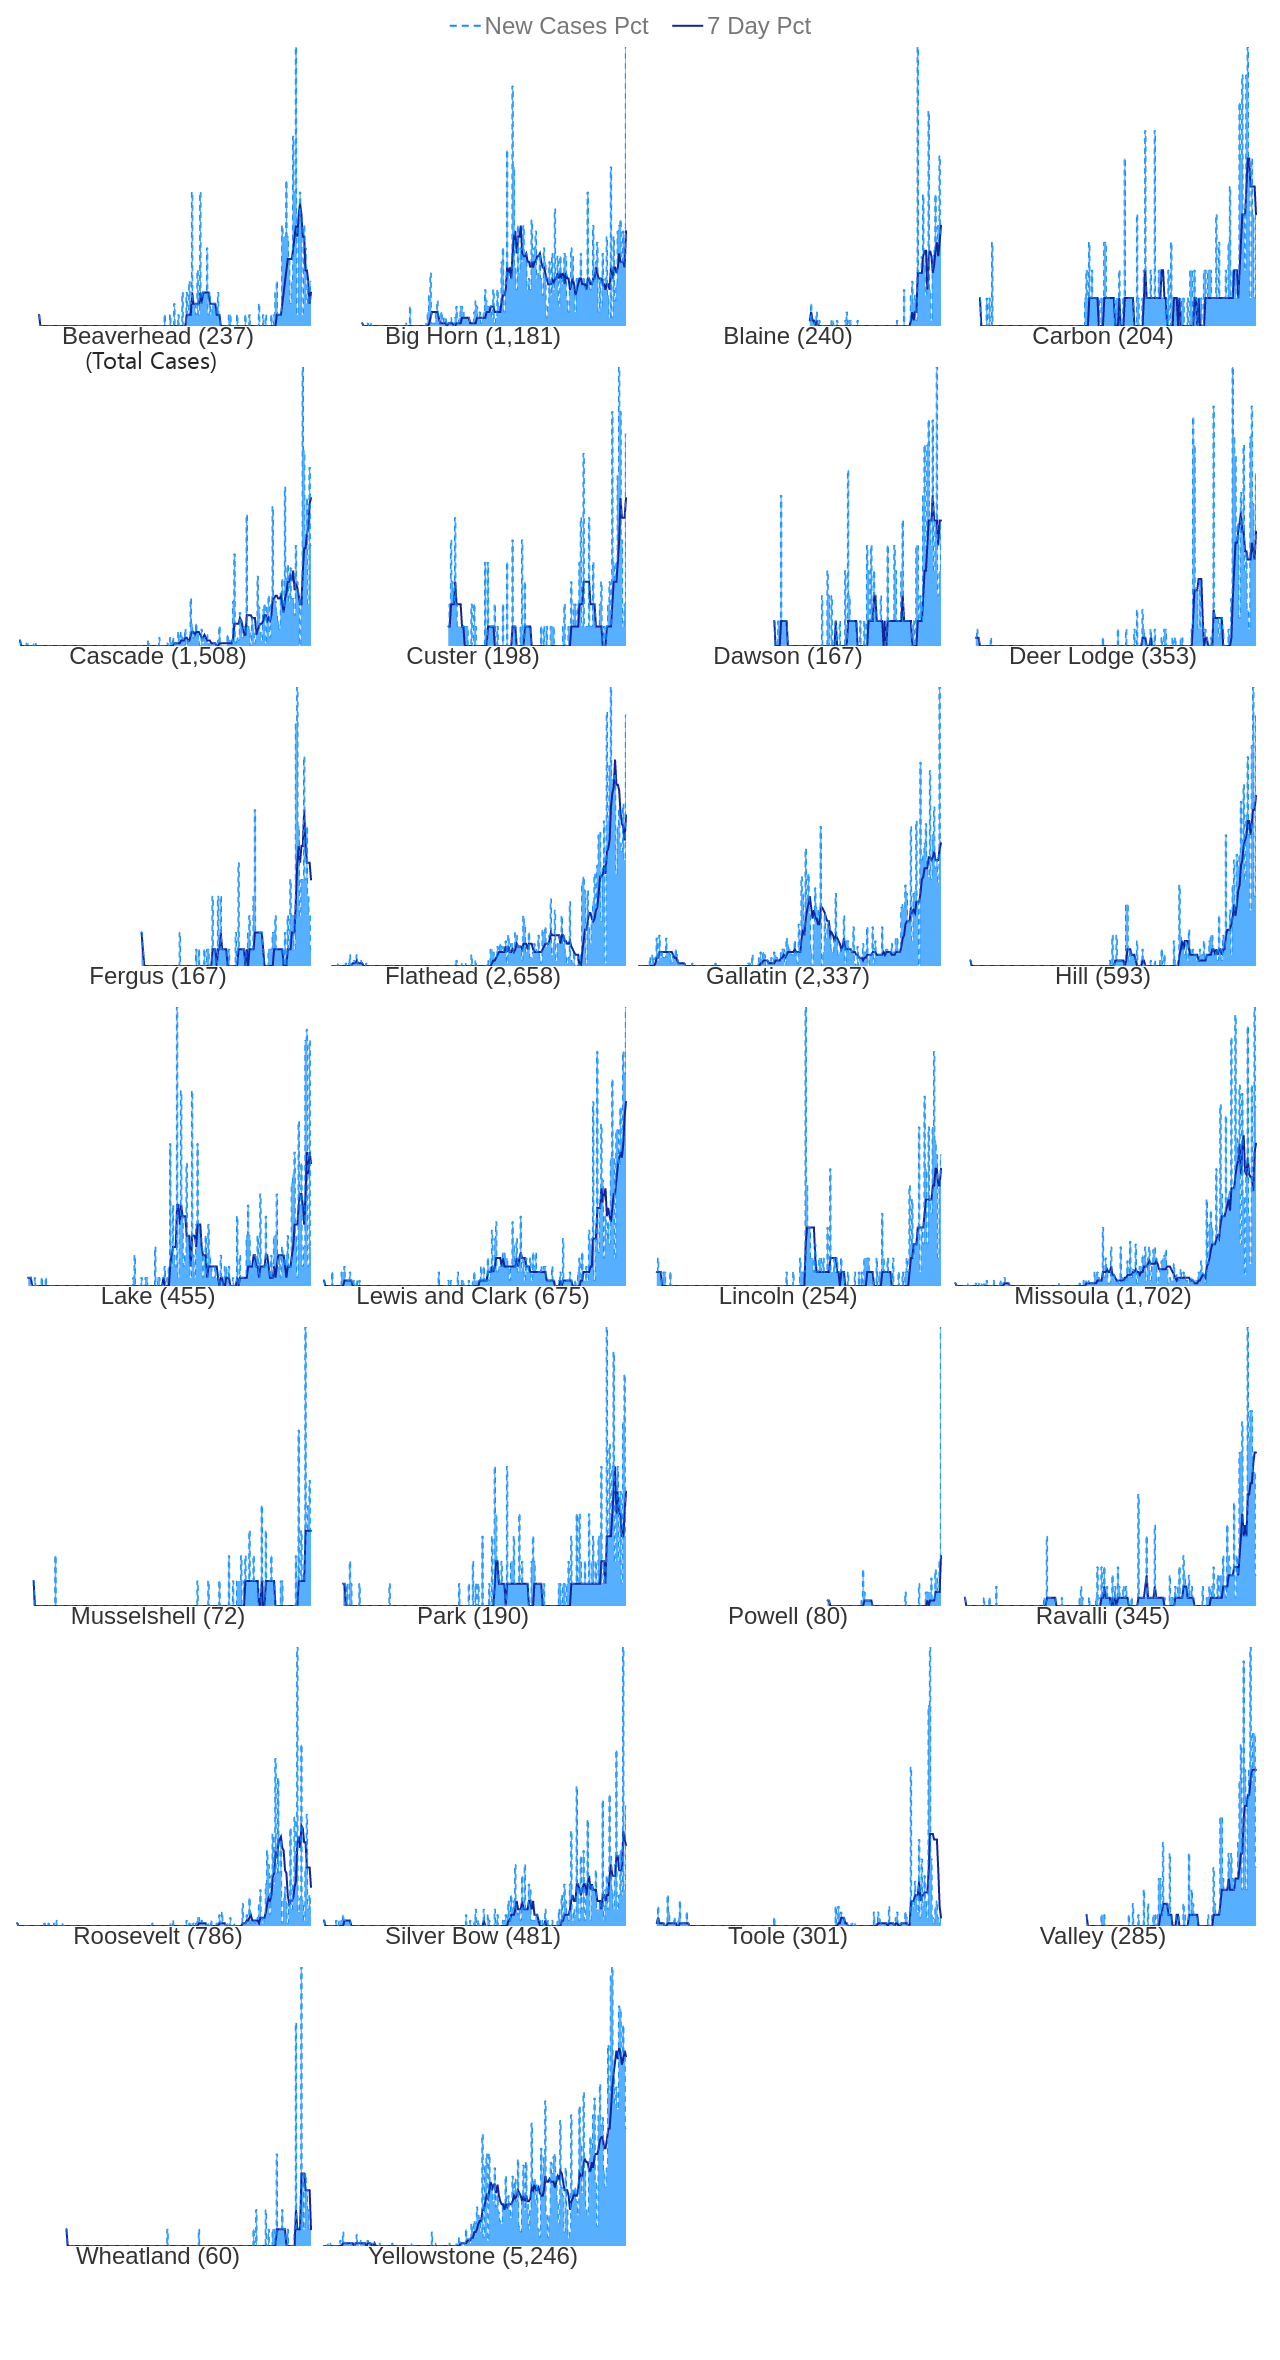 New Cases Pct 7 Day Pct
Beaverhead (237) Big Horn (1,181) Blaine (240) Carbon (204)
(Total Cases)
Cascade (1,508) Custer (198) Dawson (167) Deer Lodge (353)
Fergus (167) Flathead (2,658) Gallatin (2,337) Hill (593)
Lake (455) Lewis and Clark (675) Lincoln (254) Missoula (1,702)
Musselshell (72) Park (190) Powell (80) Ravalli (345)
Roosevelt (786) Silver Bow (481) Toole (301) Valley (285)
Wheatland (60) Yellowstone (5,246)